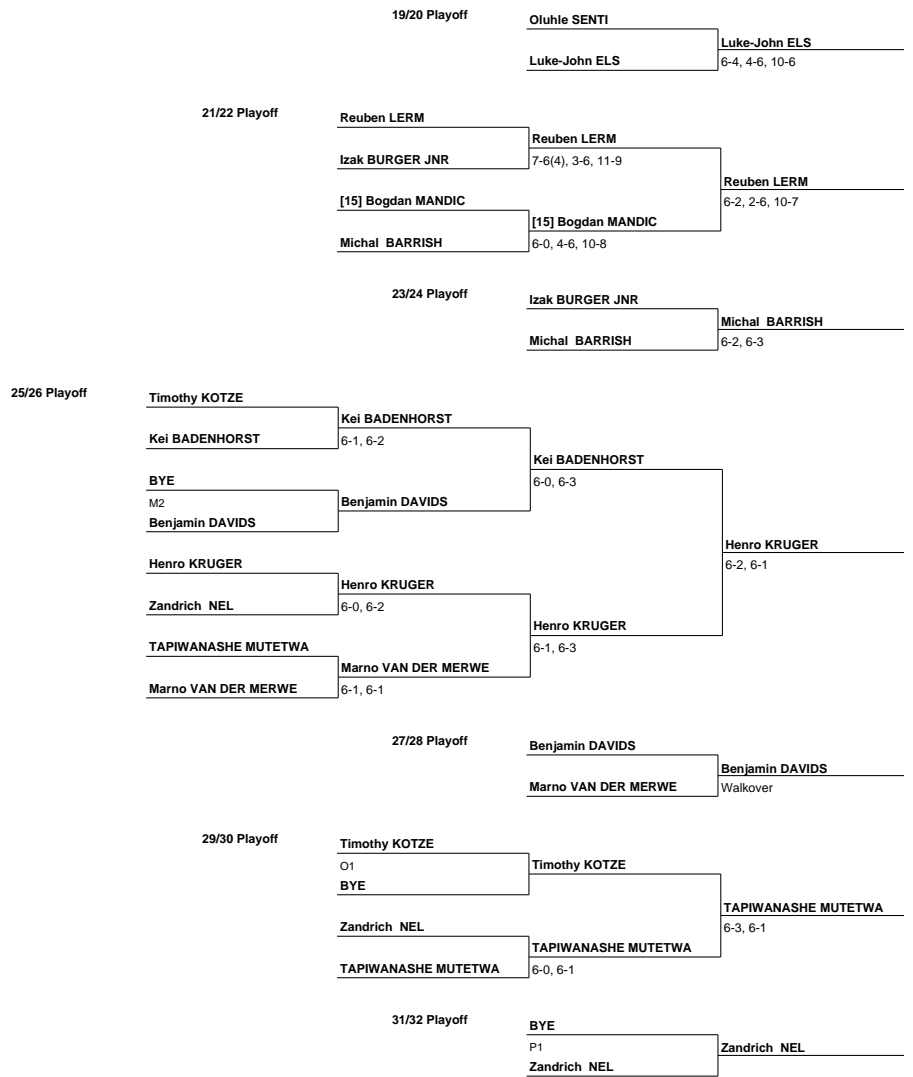 19/20 Playoff
Oluhle SENTI
Luke-John ELS
Luke-John ELS
6-4, 4-6, 10-6
21/22 Playoff
Reuben LERM
Reuben LERM
Izak BURGER JNR
7-6(4), 3-6, 11-9
Reuben LERM
6-2, 2-6, 10-7
[15] Bogdan MANDIC
[15] Bogdan MANDIC
Michal BARRISH
6-0, 4-6, 10-8
23/24 Playoff
Izak BURGER JNR
Michal BARRISH
Michal BARRISH
6-2, 6-3
25/26 Playoff
Timothy KOTZE
Kei BADENHORST
Kei BADENHORST
6-1, 6-2
Kei BADENHORST
6-0, 6-3
BYE
M2
Benjamin DAVIDS
Benjamin DAVIDS
Henro KRUGER
6-2, 6-1
Henro KRUGER
Henro KRUGER
Zandrich NEL
6-0, 6-2
Henro KRUGER
6-1, 6-3
TAPIWANASHE MUTETWA
Marno VAN DER MERWE
Marno VAN DER MERWE
6-1, 6-1
27/28 Playoff
Benjamin DAVIDS
Benjamin DAVIDS
Marno VAN DER MERWE
Walkover
29/30 Playoff
Timothy KOTZE
O1
Timothy KOTZE
BYE
TAPIWANASHE MUTETWA
6-3, 6-1
Zandrich NEL
TAPIWANASHE MUTETWA
TAPIWANASHE MUTETWA
6-0, 6-1
31/32 Playoff
BYE
P1
Zandrich NEL
Zandrich NEL